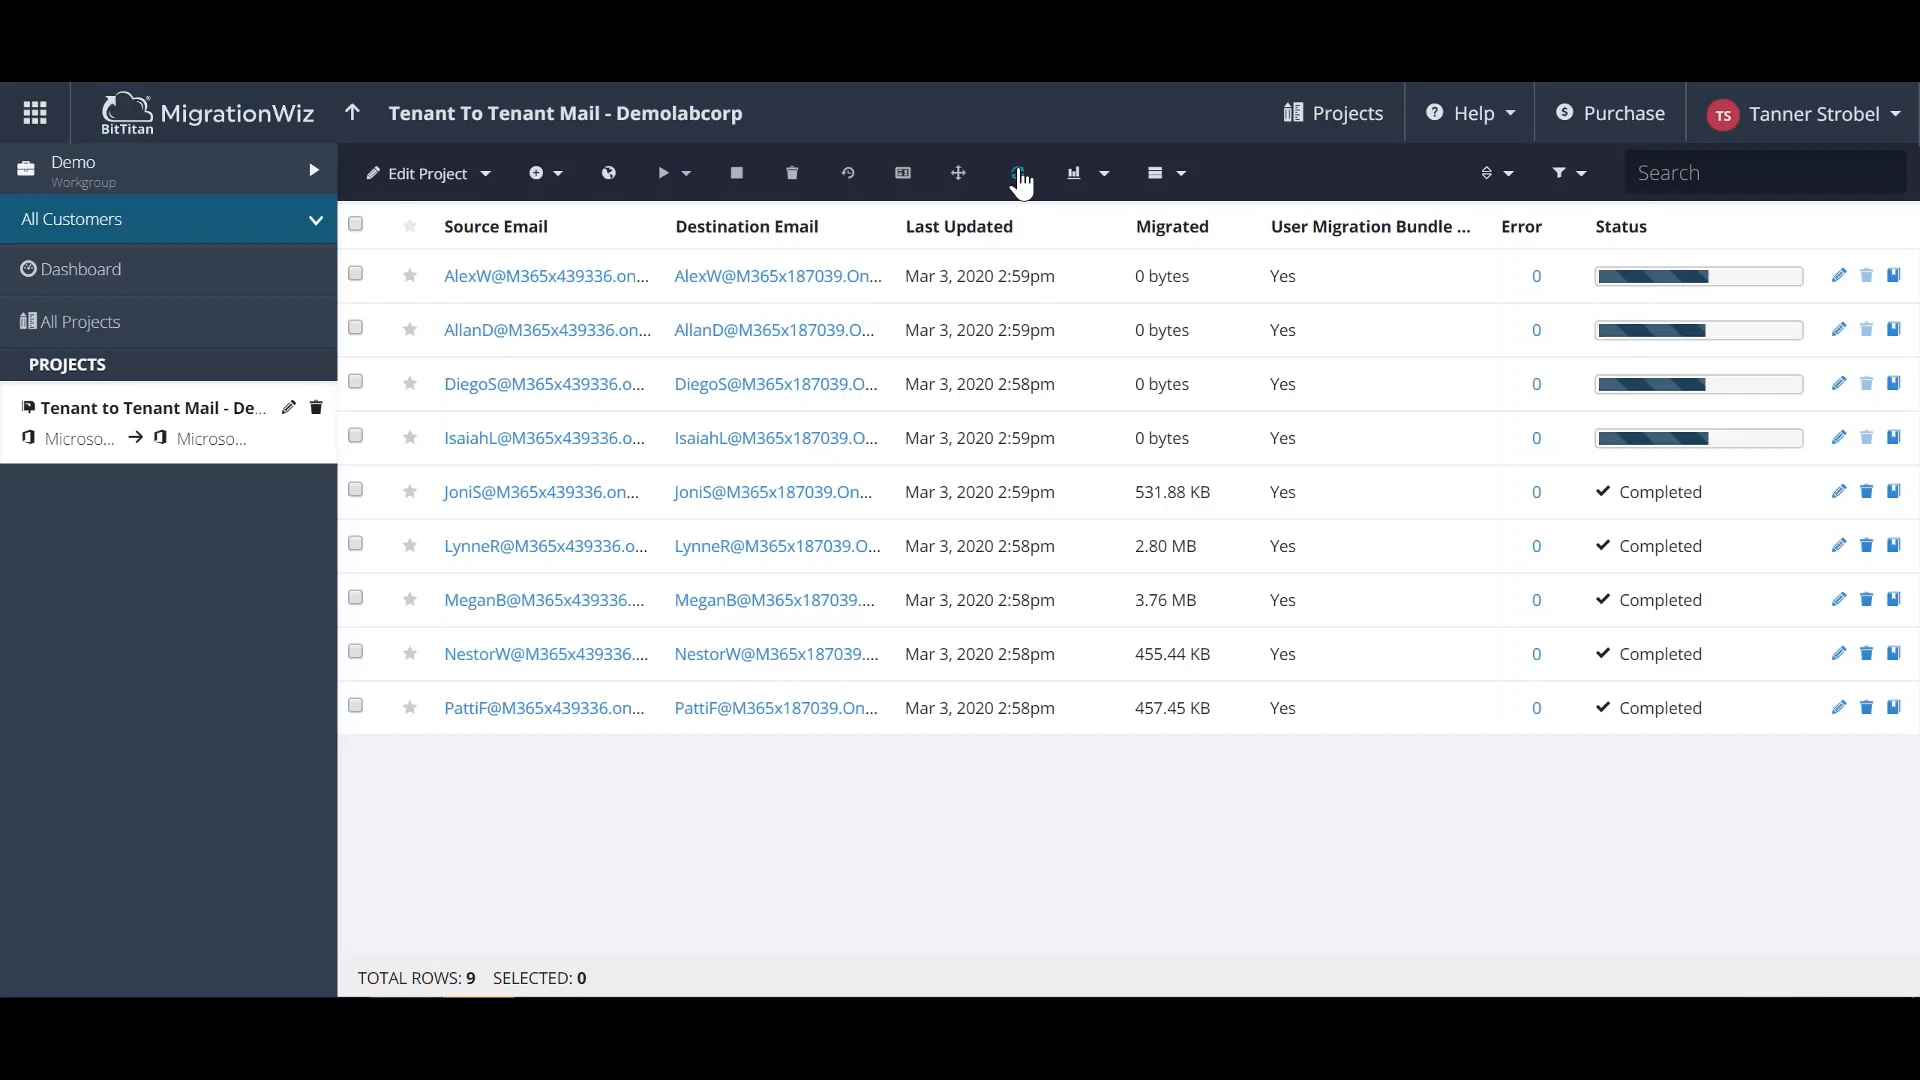 BitTitan MigrationWiz Tenant To Tenant Mail - Demolabcorp Projects Help Purchase TS Tanner Strobel
Demo
Workgroup
Edit Project Search
All Customers
Dashboard
All Projects
PROJECTS
Tenant to Tenant Mail - De...
Microso... Microso...
Source Email Destination Email Last Updated Migrated User Migration Bundle ... Error Status
AlexW@M365x439336.on... AlexW@M365x187039.On... Mar 3, 2020 2:59pm 0 bytes Yes 0
AllanD@M365x439336.on... AllanD@M365x187039.O... Mar 3, 2020 2:59pm 0 bytes Yes 0
DiegoS@M365x439336.o... DiegoS@M365x187039.O... Mar 3, 2020 2:58pm 0 bytes Yes 0
IsaiahL@M365x439336.o... IsaiahL@M365x187039.O... Mar 3, 2020 2:59pm 0 bytes Yes 0
JoniS@M365x439336.on... JoniS@M365x187039.On... Mar 3, 2020 2:59pm 531.88 KB Yes 0 Completed
LynneR@M365x439336.o... LynneR@M365x187039.O... Mar 3, 2020 2:58pm 2.80 MB Yes 0 Completed
MeganB@M365x439336.... MeganB@M365x187039.... Mar 3, 2020 2:58pm 3.76 MB Yes 0 Completed
NestorW@M365x439336.... NestorW@M365x187039.... Mar 3, 2020 2:58pm 455.44 KB Yes 0 Completed
PattiF@M365x439336.on... PattiF@M365x187039.On... Mar 3, 2020 2:58pm 457.45 KB Yes 0 Completed
TOTAL ROWS: 9 SELECTED: 0